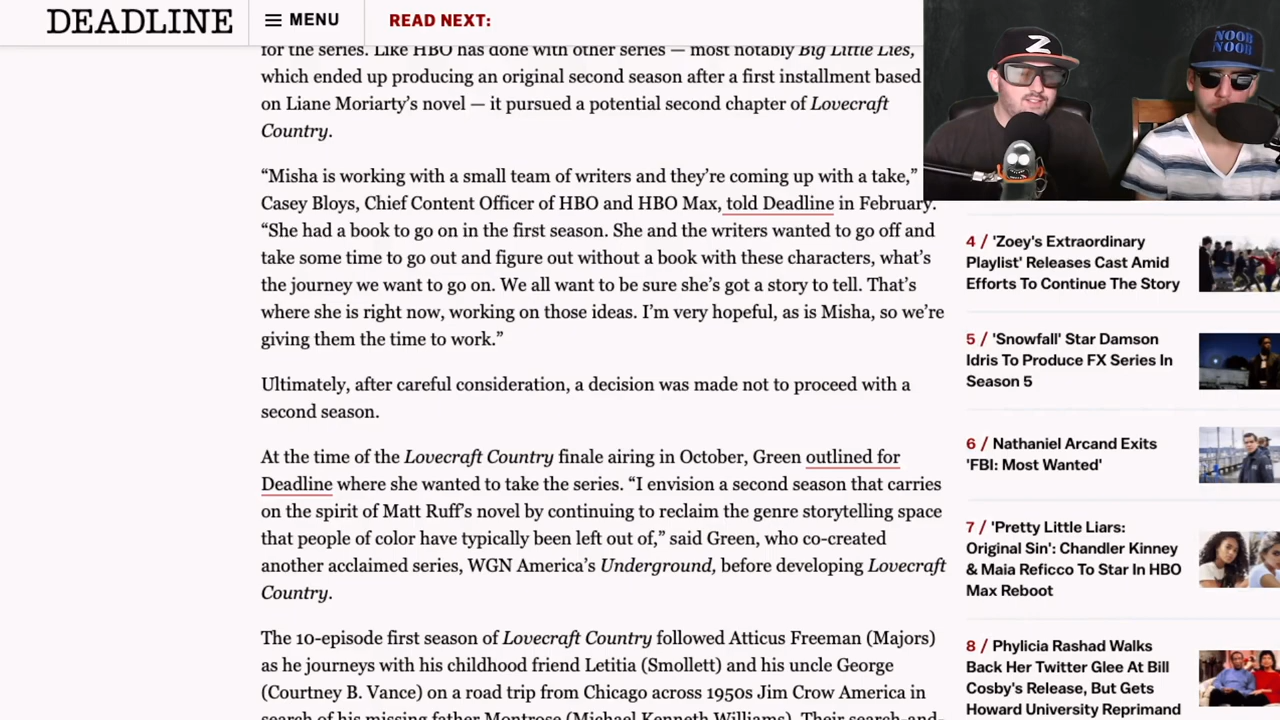 DEADLINE
MENU
READ NEXT:
for the series. Like HBO has done with other series — most notably Big Little Lies,
which ended up producing an original second season after a first installment based
on Liane Moriarty’s novel — it pursued a potential second chapter of Lovecraft
Country.
“Misha is working with a small team of writers and they’re coming up with a take,”
Casey Bloys, Chief Content Officer of HBO and HBO Max, told Deadline in February.
“She had a book to go on in the first season. She and the writers wanted to go off and
take some time to go out and figure out without a book with these characters, what’s
the journey we want to go on. We all want to be sure she’s got a story to tell. That’s
where she is right now, working on those ideas. I’m very hopeful, as is Misha, so we’re
giving them the time to work.”
Ultimately, after careful consideration, a decision was made not to proceed with a
second season.
At the time of the Lovecraft Country finale airing in October, Green outlined for
Deadline where she wanted to take the series. “I envision a second season that carries
on the spirit of Matt Ruff’s novel by continuing to reclaim the genre storytelling space
that people of color have typically been left out of,” said Green, who co-created
another acclaimed series, WGN America’s Underground, before developing Lovecraft
Country.
The 10-episode first season of Lovecraft Country followed Atticus Freeman (Majors)
as he journeys with his childhood friend Letitia (Smollett) and his uncle George
(Courtney B. Vance) on a road trip from Chicago across 1950s Jim Crow America in
search of his missing father Montrose (Michael Kenneth Williams). Their search-and-
Z
NOOB
NOOB
4 / 'Zoey's Extraordinary
Playlist' Releases Cast Amid
Efforts To Continue The Story
5 / 'Snowfall' Star Damson
Idris To Produce FX Series In
Season 5
6 / Nathaniel Arcand Exits
'FBI: Most Wanted'
7 / 'Pretty Little Liars:
Original Sin': Chandler Kinney
& Maia Reficco To Star In HBO
Max Reboot
8 / Phylicia Rashad Walks
Back Her Twitter Glee At Bill
Cosby's Release, But Gets
Howard University Reprimand